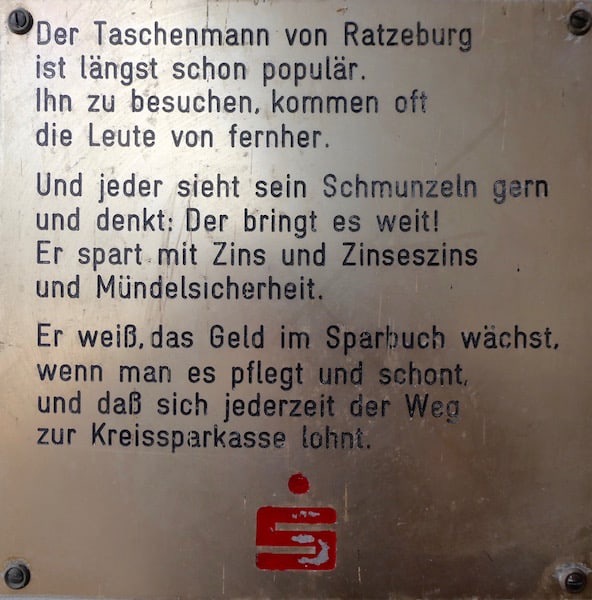 Der Taschenmann von Ratzeburg
ist längst schon populär.
Ihn zu besuchen, kommen oft
die Leute von fernher.
Und jeder sieht sein Schmunzeln gern
und denkt: Der bringt es weit!
Er spart mit Zins und Zinseszins
und Mündelsicherheit.
Er weiß, das Geld im Sparbuch wächst,
wenn man es pflegt und schont,
und daß sich jederzeit der Weg
zur Kreissparkasse lohnt.